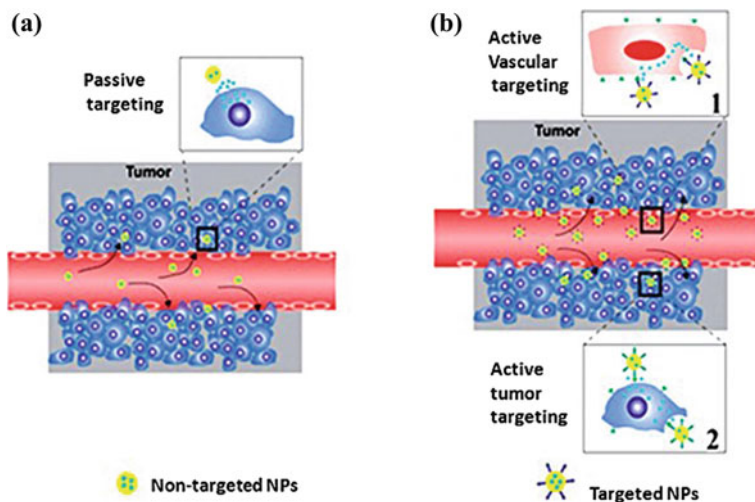 (a)
Passive
targeting
Tumor
Non-targeted NPs
(b)
Active
Vascular
targeting
1
Tumor
Active
tumor
targeting
2
Targeted NPs